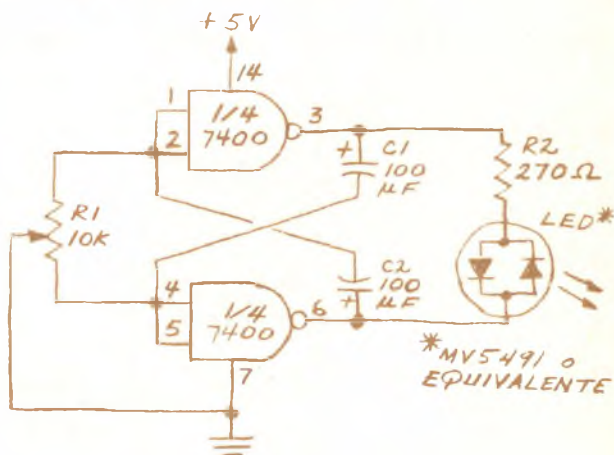 +5V
14
1
2
1/4
7400
3
+
C1
100
µF
R2
270Ω
R1
10K
LED*
C2
100
µF
+
4
5
1/4
7400
6
7
*MV5491 o
EQUIVALENTE